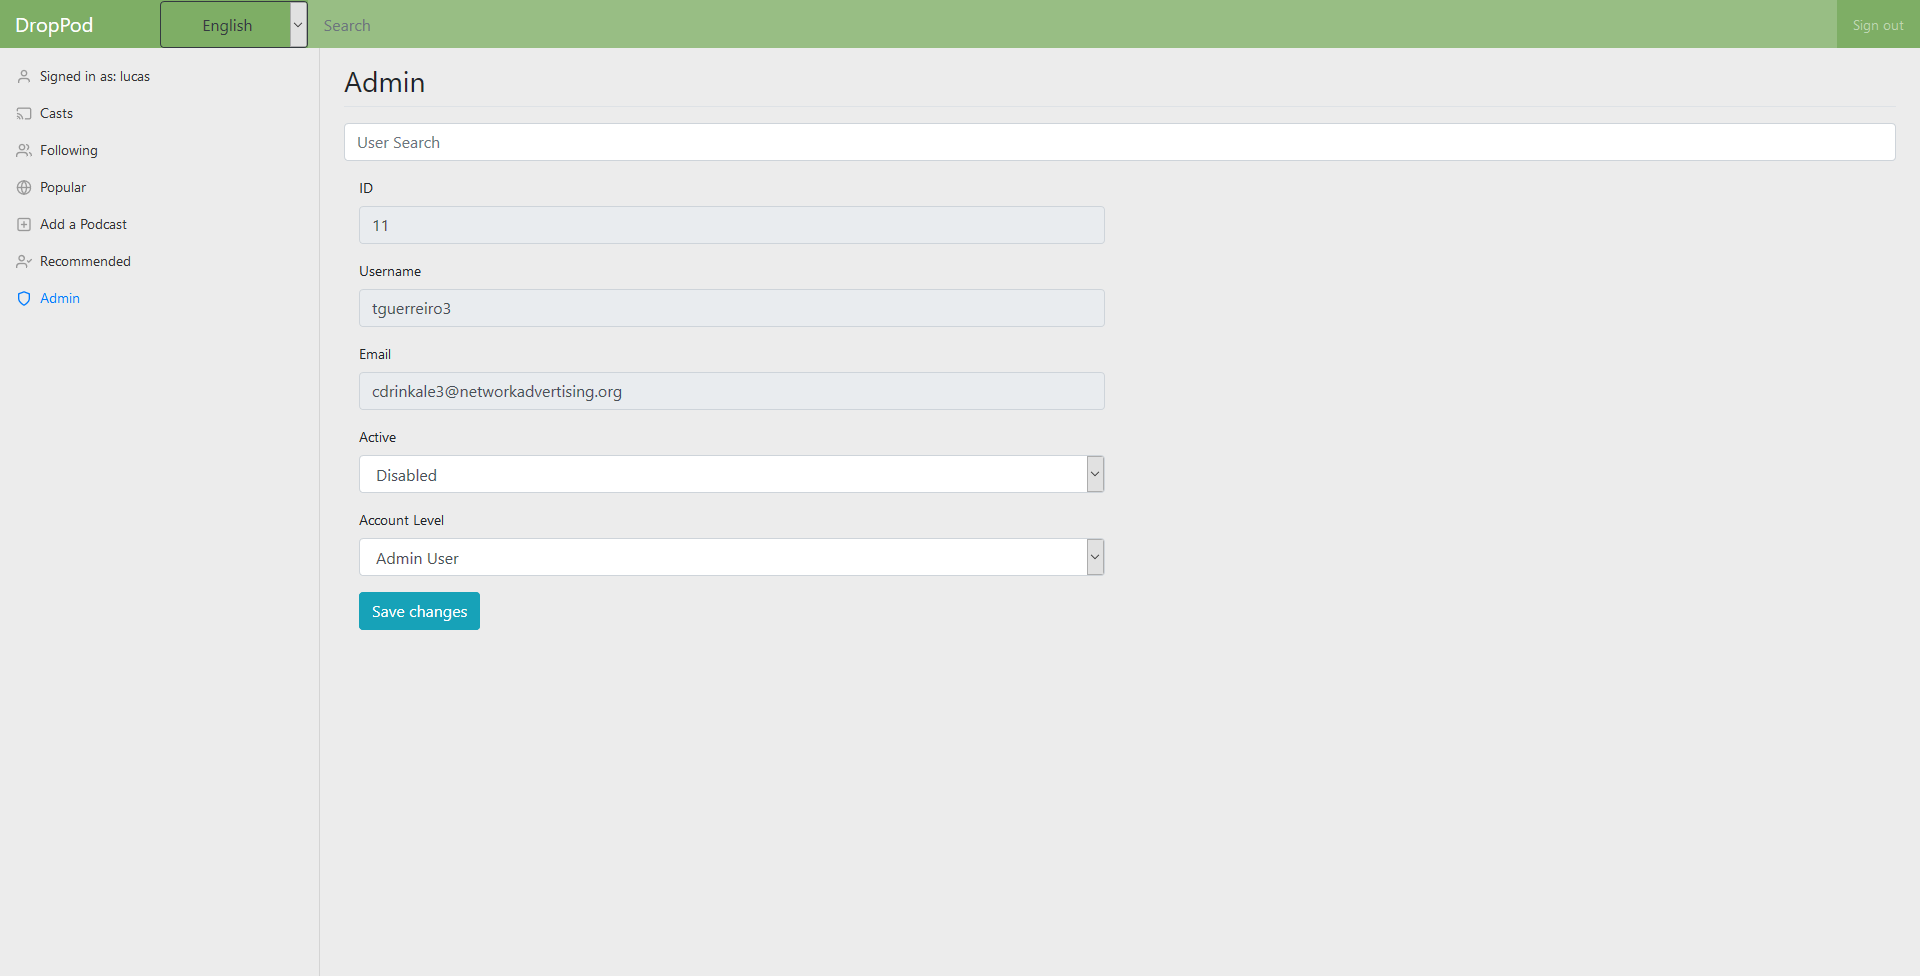 DropPod
English
Search
Sign out
Signed in as: lucas
Casts
Following
Popular
Add a Podcast
Recommended
Admin
Admin
User Search
ID
11
Username
tguerreiro3
Email
cdrinkale3@networkadvertising.org
Active
Disabled
Account Level
Admin User
Save changes